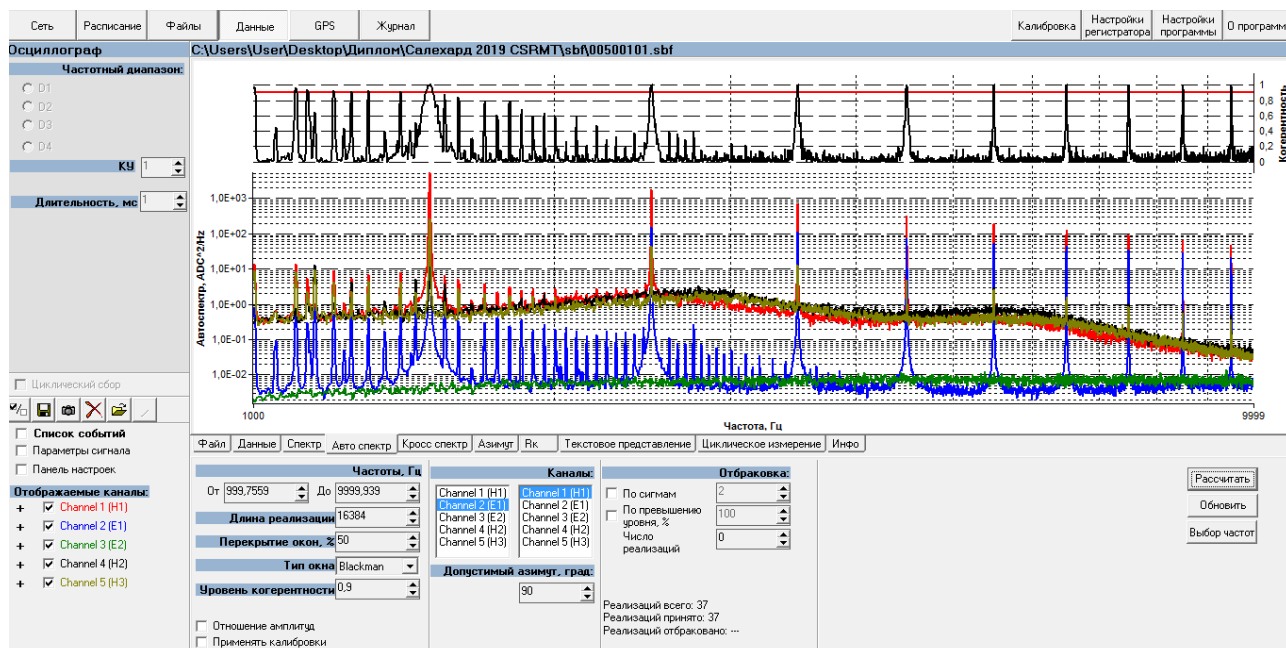 Сеть Расписание Файлы Данные GPS Журнал Калибровка Настройки регистратора Настройки программы О програм
Осциллограф C:\Users\User\Desktop\Диплом\Салехард 2019 CSRMT\sbf\00500101.sbf
Частотный диапазон:
D1
D2
D3
D4
КУ 1
Длительность, мс 1
1
0,8
0,6
0,4
0,2
0
Когерентность
1,0E+03
1,0E+02
1,0E+01
1,0E+00
1,0E-01
1,0E-02
Автоспектр, ADC^2/Hz
1000 9999
Частота, Гц
Циклический сбор
Список событий
Параметры сигнала
Панель настроек
Отображаемые каналы:
+ Channel 1 (H1)
+ Channel 2 (E1)
+ Channel 3 (E2)
+ Channel 4 (H2)
+ Channel 5 (H3)
Файл Данные Спектр Авто спектр Кросс спектр Азимут Rк Текстовое представление Циклическое измерение Инфо
Частоты, Гц
От 999,7559 До 9999,939
Длина реализации 16384
Перекрытие окон, % 50
Тип окна Blackman
Уровень когерентности 0,9
Отношение амплитуд
Применять калибровки
Каналы:
Channel 1 (H1) Channel 1 (H1)
Channel 2 (E1) Channel 2 (E1)
Channel 3 (E2) Channel 3 (E2)
Channel 4 (H2) Channel 4 (H2)
Channel 5 (H3) Channel 5 (H3)
Допустимый азимут, град:
90
Отбраковка:
По сигмам 2
По превышению уровня, % 100
Число реализаций 0
Реализаций всего: 37
Реализаций принято: 37
Реализаций отбраковано: ---
Рассчитать
Обновить
Выбор частот